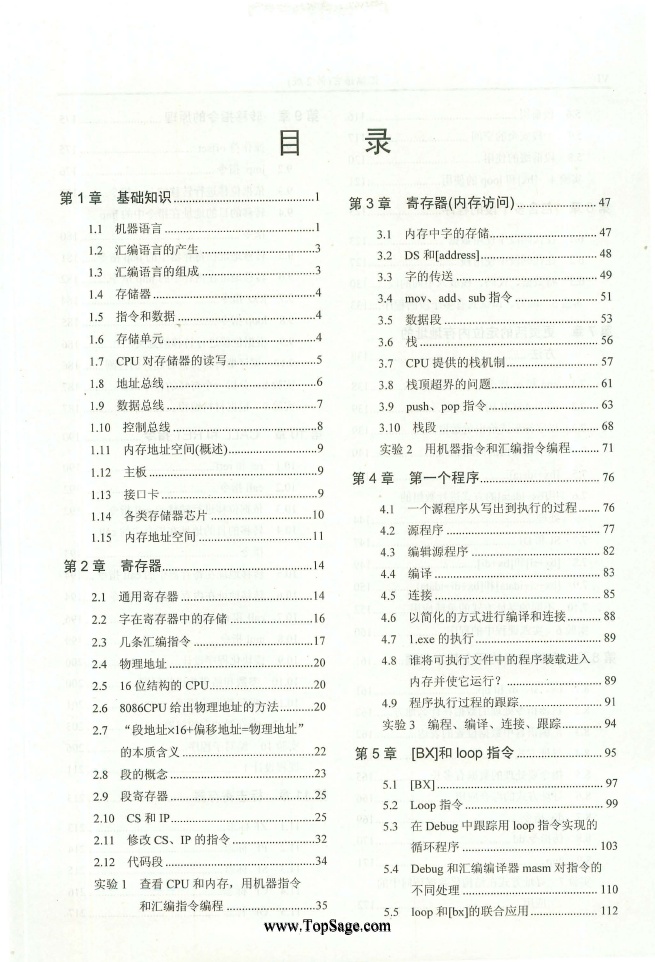 目 录
第 1 章 基础知识....................1
1.1 机器语言....................1
1.2 汇编语言的产生....................3
1.3 汇编语言的组成....................3
1.4 存储器....................4
1.5 指令和数据....................4
1.6 存储单元....................4
1.7 CPU 对存储器的读写....................5
1.8 地址总线....................6
1.9 数据总线....................7
1.10 控制总线....................8
1.11 内存地址空间(概述)....................9
1.12 主板....................9
1.13 接口卡....................9
1.14 各类存储器芯片....................10
1.15 内存地址空间....................11
第 2 章 寄存器....................14
2.1 通用寄存器....................14
2.2 字在寄存器中的存储....................16
2.3 几条汇编指令....................17
2.4 物理地址....................20
2.5 16 位结构的 CPU....................20
2.6 8086CPU 给出物理地址的方法....................20
2.7 “段地址×16+偏移地址=物理地址”
的本质含义....................22
2.8 段的概念....................23
2.9 段寄存器....................25
2.10 CS 和 IP....................25
2.11 修改 CS、IP 的指令....................32
2.12 代码段....................34
实验 1 查看 CPU 和内存，用机器指令
和汇编指令编程....................35
第 3 章 寄存器(内存访问)....................47
3.1 内存中字的存储....................47
3.2 DS 和[address]....................48
3.3 字的传送....................49
3.4 mov、add、sub 指令....................51
3.5 数据段....................53
3.6 栈....................56
3.7 CPU 提供的栈机制....................57
3.8 栈顶超界的问题....................61
3.9 push、pop 指令....................63
3.10 栈段....................68
实验 2 用机器指令和汇编指令编程....................71
第 4 章 第一个程序....................76
4.1 一个源程序从写出到执行的过程....................76
4.2 源程序....................77
4.3 编辑源程序....................82
4.4 编译....................83
4.5 连接....................85
4.6 以简化的方式进行编译和连接....................88
4.7 1.exe 的执行....................89
4.8 谁将可执行文件中的程序装载进入
内存并使它运行？....................89
4.9 程序执行过程的跟踪....................91
实验 3 编程、编译、连接、跟踪....................94
第 5 章 [BX]和 loop 指令....................95
5.1 [BX]....................97
5.2 Loop 指令....................99
5.3 在 Debug 中跟踪用 loop 指令实现的
循环程序....................103
5.4 Debug 和汇编编译器 masm 对指令的
不同处理....................110
5.5 loop 和[bx]的联合应用....................112
www.TopSage.com